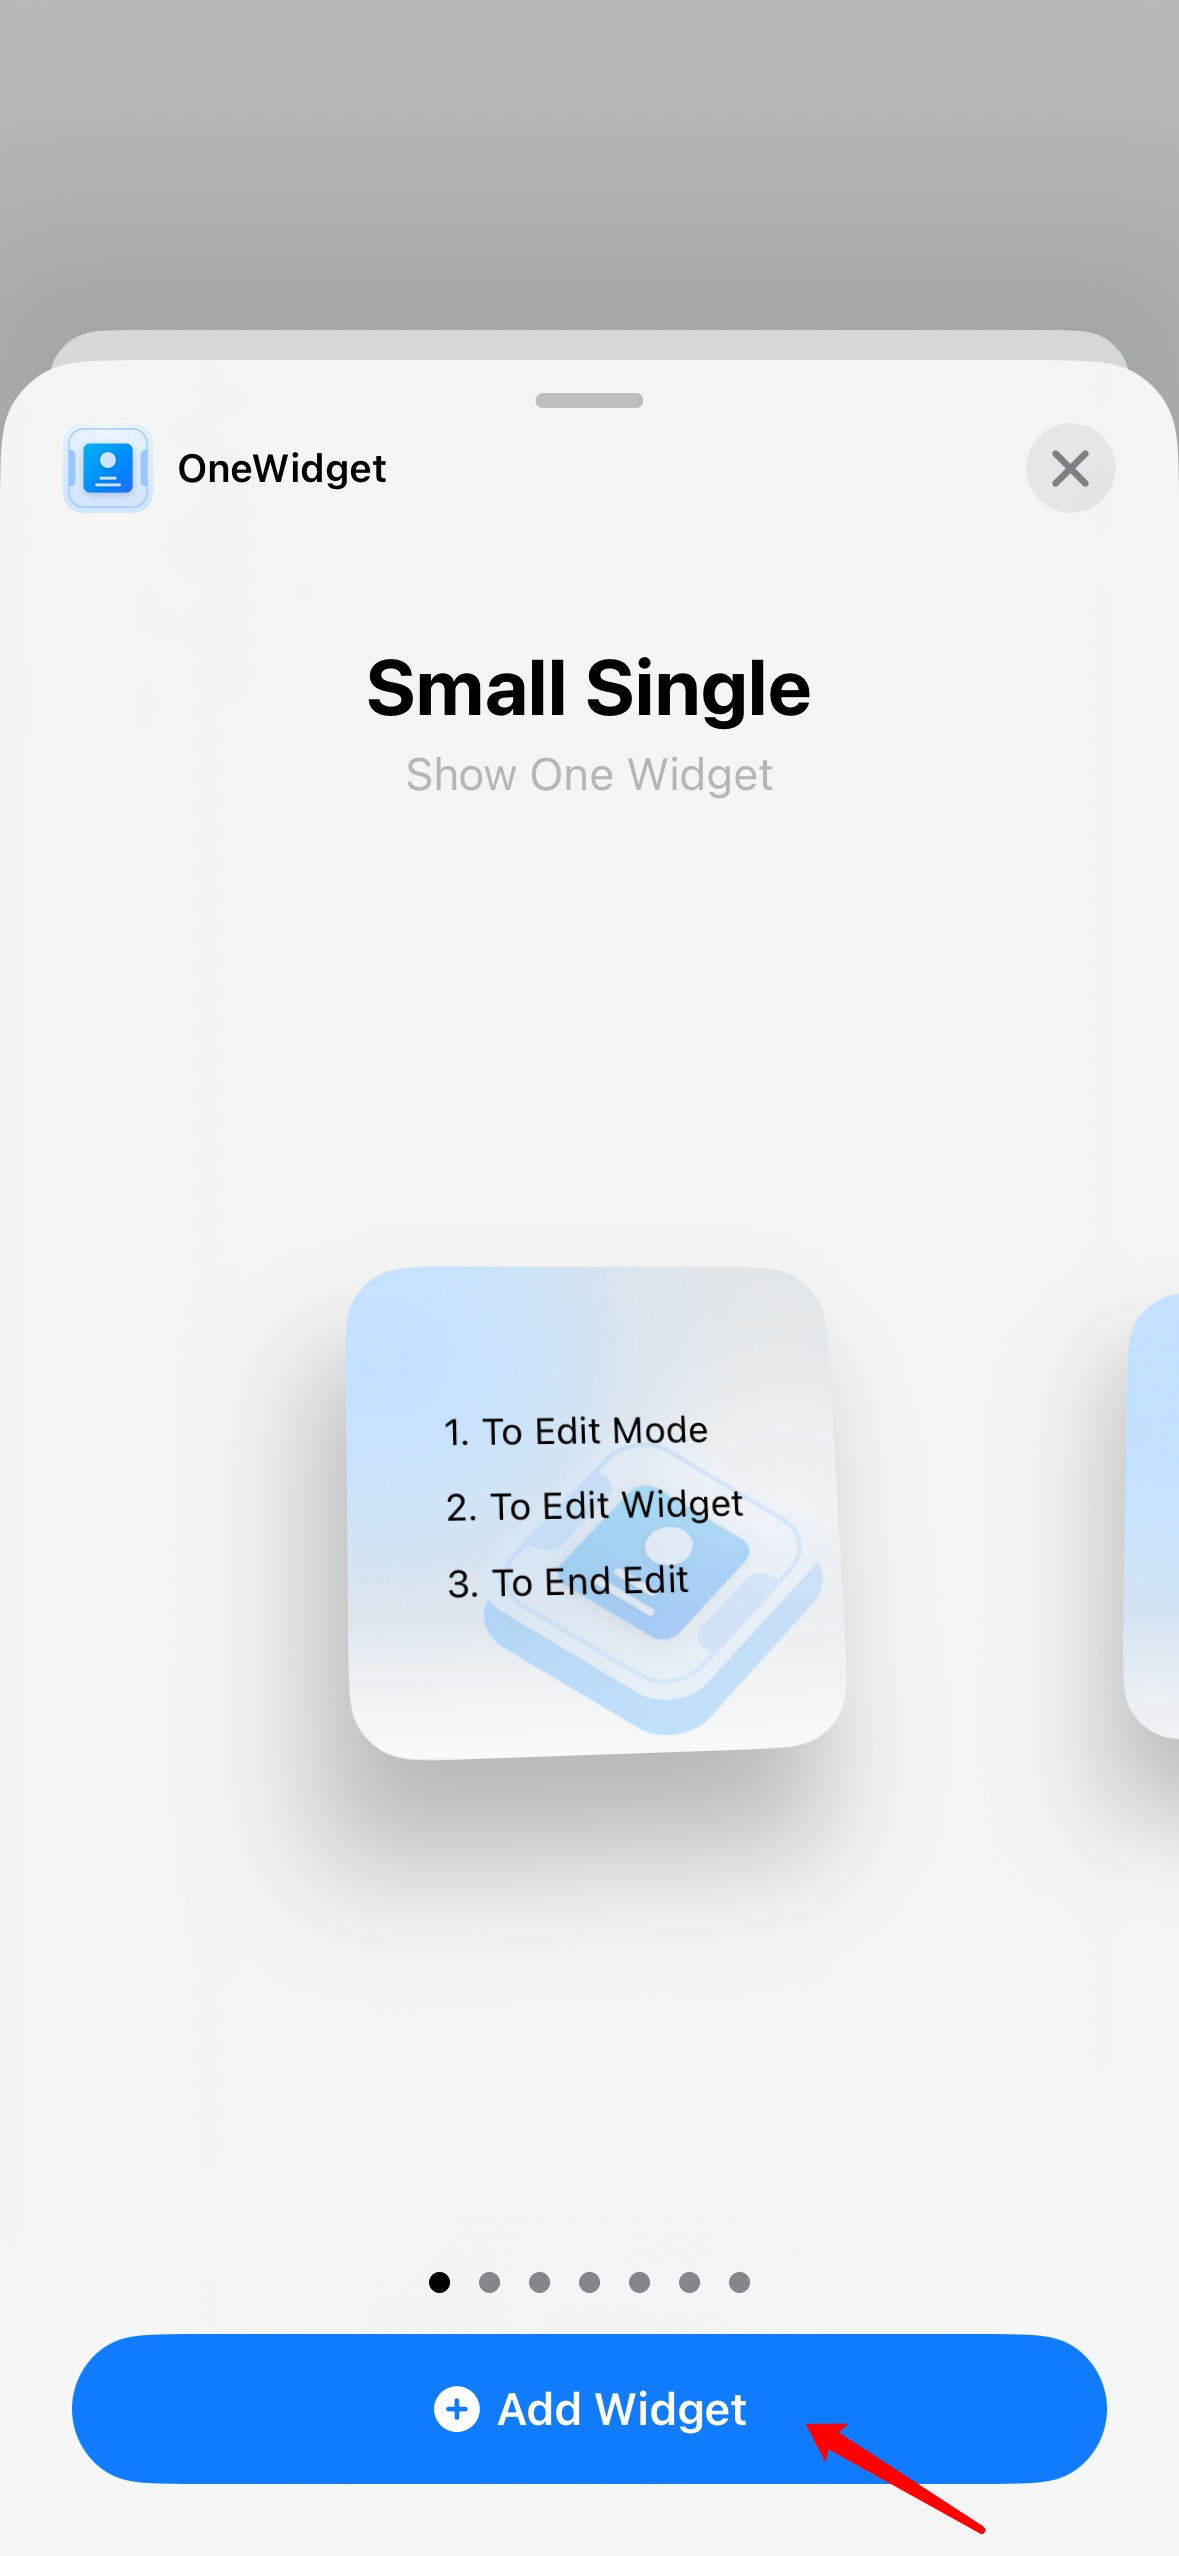 OneWidget
Small Single
Show One Widget
1. To Edit Mode
2. To Edit Widget
3. To End Edit
Add Widget